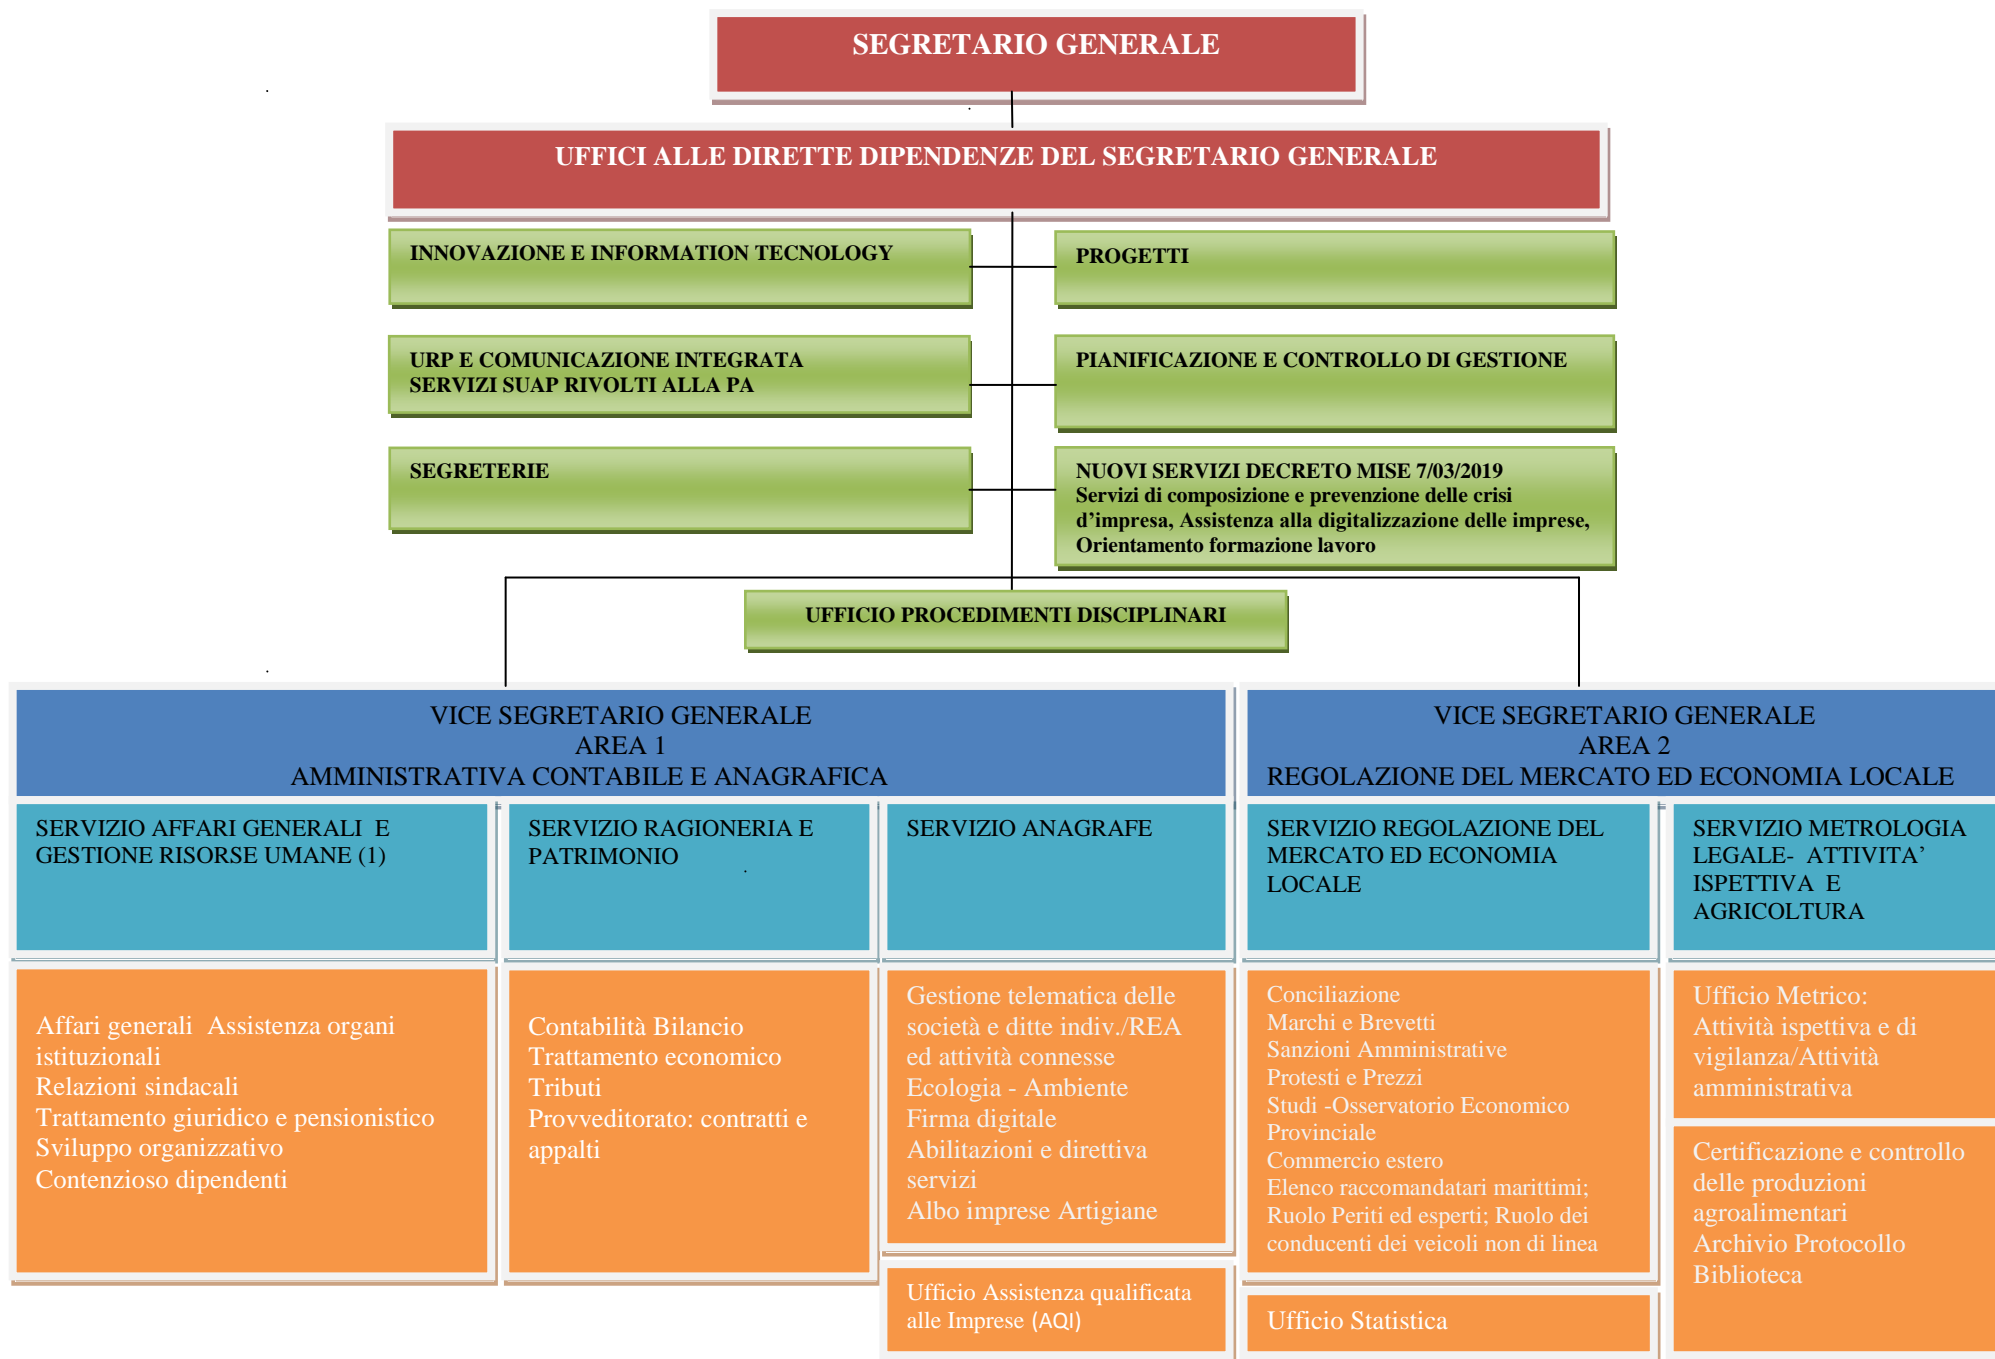 SEGRETARIO GENERALE
UFFICI ALLE DIRETTE DIPENDENZE DEL SEGRETARIO GENERALE
INNOVAZIONE E INFORMATION TECNOLOGY
PROGETTI
URP E COMUNICAZIONE INTEGRATA
SERVIZI SUAP RIVOLTI ALLA PA
PIANIFICAZIONE E CONTROLLO DI GESTIONE
SEGRETERIE
NUOVI SERVIZI DECRETO MISE 7/03/2019
Servizi di composizione e prevenzione delle crisi
d’impresa, Assistenza alla digitalizzazione delle imprese,
Orientamento formazione lavoro
UFFICIO PROCEDIMENTI DISCIPLINARI
VICE SEGRETARIO GENERALE
AREA 1
AMMINISTRATIVA CONTABILE E ANAGRAFICA
VICE SEGRETARIO GENERALE
AREA 2
REGOLAZIONE DEL MERCATO ED ECONOMIA LOCALE
SERVIZIO AFFARI GENERALI  E
GESTIONE RISORSE UMANE (1)
SERVIZIO RAGIONERIA E
PATRIMONIO
SERVIZIO ANAGRAFE
SERVIZIO REGOLAZIONE DEL
MERCATO ED ECONOMIA
LOCALE
SERVIZIO METROLOGIA
LEGALE-  ATTIVITA’
ISPETTIVA  E
AGRICOLTURA
Affari generali  Assistenza organi
istituzionali
Relazioni sindacali
Trattamento giuridico e pensionistico
Sviluppo organizzativo
Contenzioso dipendenti
Contabilità Bilancio
Trattamento economico
Tributi
Provveditorato: contratti e
appalti
Gestione telematica delle
società e ditte indiv./REA
ed attività connesse
Ecologia - Ambiente
Firma digitale
Abilitazioni e direttiva
servizi
Albo imprese Artigiane
Ufficio Assistenza qualificata
alle Imprese (AQI)
Conciliazione
Marchi e Brevetti
Sanzioni Amministrative
Protesti e Prezzi
Studi -Osservatorio Economico
Provinciale
Commercio estero
Elenco raccomandatari marittimi;
Ruolo Periti ed esperti; Ruolo dei
conducenti dei veicoli non di linea
Ufficio Statistica
Ufficio Metrico:
Attività ispettiva e di
vigilanza/Attività
amministrativa
Certificazione e controllo
delle produzioni
agroalimentari
Archivio Protocollo
Biblioteca